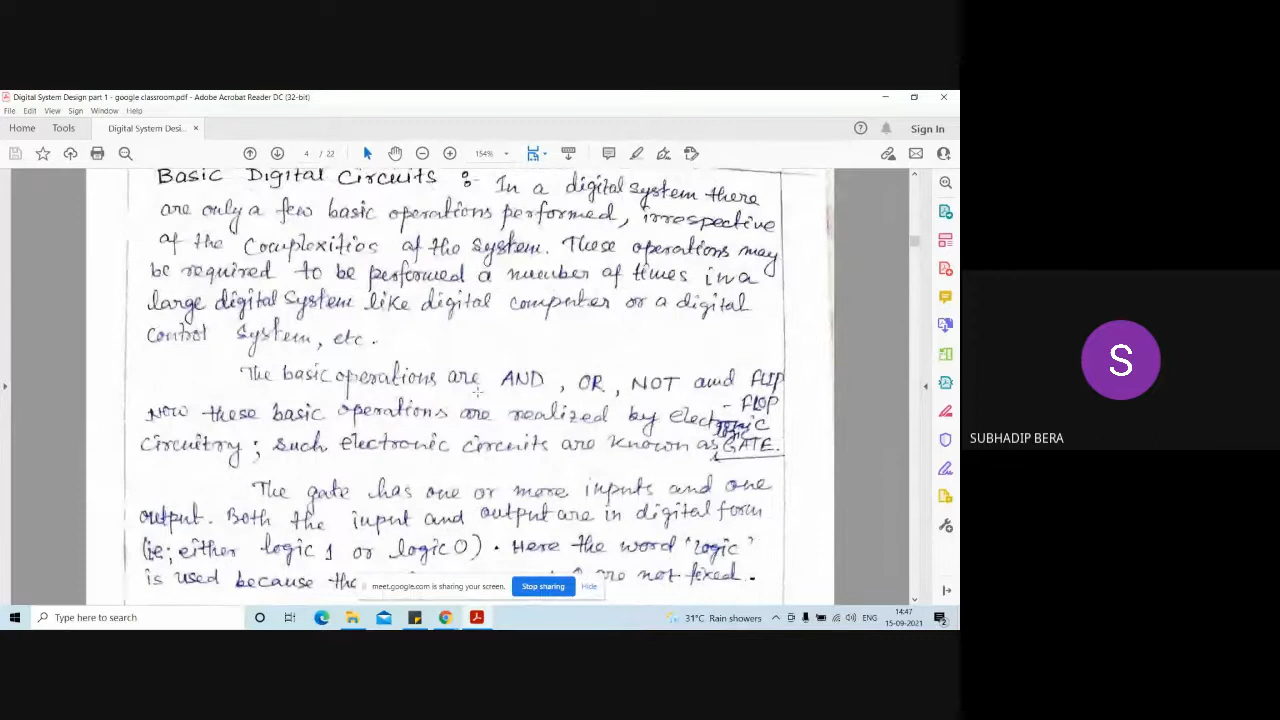 Digital System Design part 1 - google classroom.pdf - Adobe Acrobat Reader DC (32-bit)
File Edit View Sign Window Help
Home Tools Digital System Desi... × Sign In
4 / 22 154%
Basic Digital Circuits :- In a digital system there
are only a few basic operations performed, irrespective
of the Complexities of the system. These operations may
be required to be performed a number of times in a
large digital system like digital computer or a digital
control system, etc.
The basic operations are AND, OR, NOT and FLIP
- FLOP
Now these basic operations are realized by electronic
circuitry; such electronic circuits are known as GATE.
The gate has one or more inputs and one
output. Both the input and output are in digital form
(ie; either logic 1 or logic 0). Here the word "logic"
is used because the are not fixed.
meet.google.com is sharing your screen. Stop sharing Hide
Type here to search 31°C Rain showers ENG 14:47
15-09-2021 2
S
SUBHADIP BERA